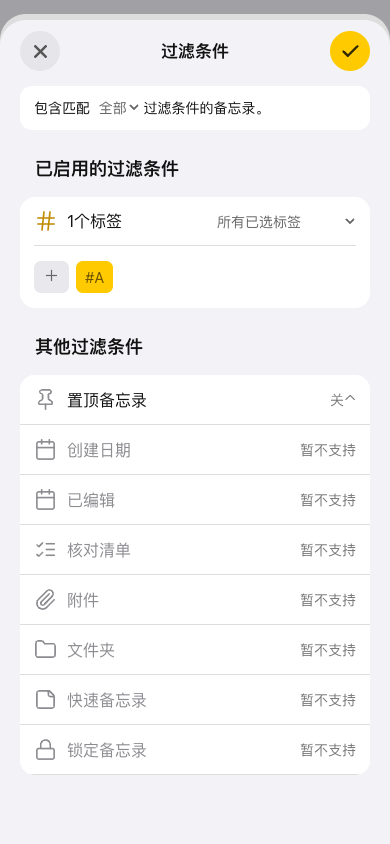 过滤条件
包含匹配 全部 过滤条件的备忘录。
已启用的过滤条件
1个标签 所有已选标签
#A
其他过滤条件
置顶备忘录 关
创建日期 暂不支持
已编辑 暂不支持
核对清单 暂不支持
附件 暂不支持
文件夹 暂不支持
快速备忘录 暂不支持
锁定备忘录 暂不支持